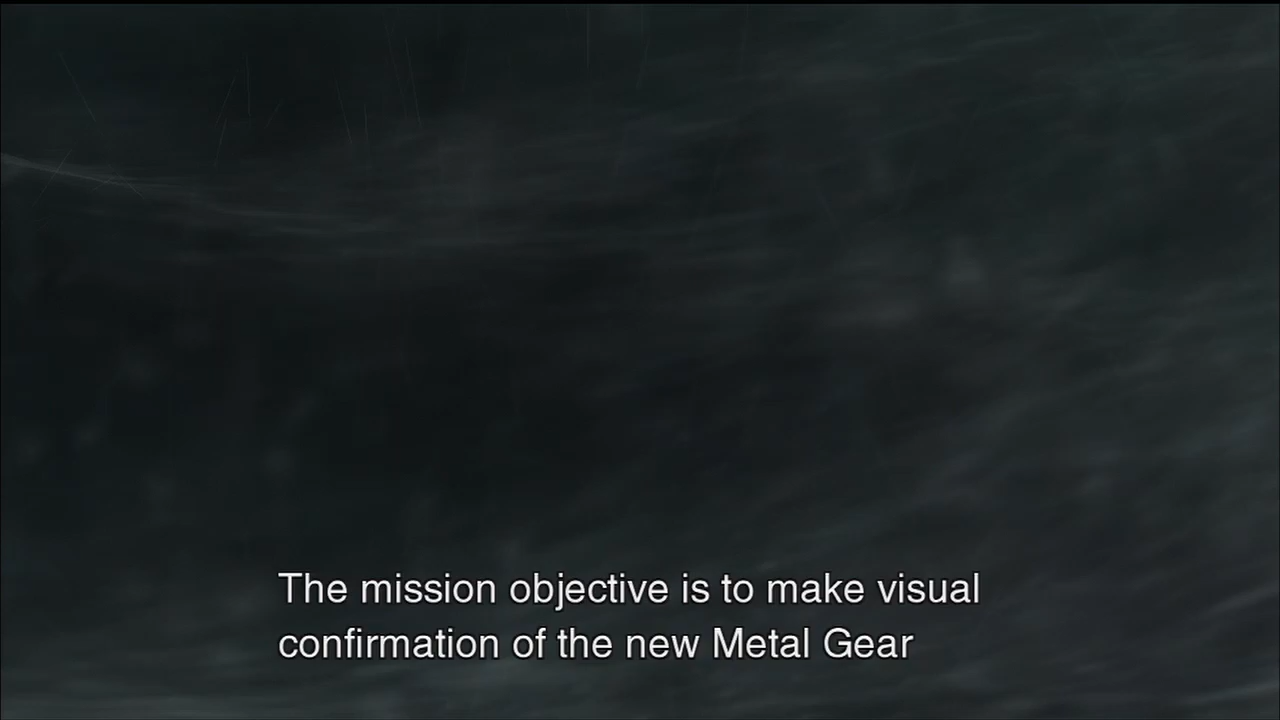 The mission objective is to make visual
confirmation of the new Metal Gear